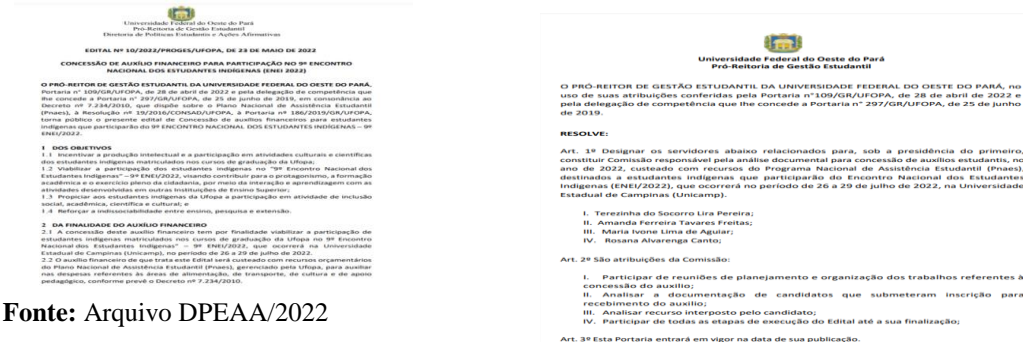 Universidade Federal do Oeste do Pará
Pró-Reitoria de Gestão Estudantil
Diretoria de Políticas Estudantis e Ações Afirmativas
EDITAL Nº 10/2022/PROGES/UFOPA, DE 23 DE MAIO DE 2022
CONCESSÃO DE AUXÍLIO FINANCEIRO PARA PARTICIPAÇÃO NO 9º ENCONTRO
NACIONAL DOS ESTUDANTES INDÍGENAS (ENEI 2022)
O PRÓ-REITOR DE GESTÃO ESTUDANTIL DA UNIVERSIDADE FEDERAL DO OESTE DO PARÁ,
Portaria n° 109/GR/UFOPA, de 28 de abril de 2022 e pela delegação de competência que
lhe concede a Portaria n° 297/GR/UFOPA, de 25 de junho de 2019, em consonância ao
Decreto nº 7.234/2010, que dispõe sobre o Plano Nacional de Assistência Estudantil
(Pnaes), à Resolução nº 19/2016/CONSAD/UFOPA, à Portaria nº 186/2019/GR/UFOPA,
torna público o presente edital de Concessão de auxílios financeiros para estudantes
indígenas que participarão do 9º ENCONTRO NACIONAL DOS ESTUDANTES INDÍGENAS – 9º
ENEI/2022.
1 DOS OBJETIVOS
1.1 Incentivar a produção intelectual e a participação em atividades culturais e científicas
dos estudantes indígenas matriculados nos cursos de graduação da Ufopa;
1.2 Viabilizar a participação dos estudantes indígenas no "9º Encontro Nacional dos
Estudantes Indígenas" – 9º ENEI/2022, visando contribuir para o protagonismo, a formação
acadêmica e o exercício pleno da cidadania, por meio da interação e aprendizagem com as
atividades desenvolvidas em outras Instituições de Ensino Superior;
1.3 Propiciar aos estudantes indígenas da Ufopa a participação em atividade de inclusão
social, acadêmica, científica e cultural; e
1.4 Reforçar a indissociabilidade entre ensino, pesquisa e extensão.
2 DA FINALIDADE DO AUXÍLIO FINANCEIRO
2.1 A concessão deste auxílio financeiro tem por finalidade viabilizar a participação de
estudantes indígenas matriculados nos cursos de graduação da Ufopa no 9º Encontro
Nacional dos Estudantes Indígenas" – 9º ENEI/2022, que ocorrerá na Universidade
Estadual de Campinas (Unicamp), no período de 26 a 29 de julho de 2022.
2.2 O auxílio financeiro de que trata este Edital será custeado com recursos orçamentários
do Plano Nacional de Assistência Estudantil (Pnaes), gerenciado pela Ufopa, para auxiliar
nas despesas referentes às áreas de alimentação, de transporte, de cultura e de apoio
pedagógico, conforme prevê o Decreto nº 7.234/2010.
Fonte: Arquivo DPEAA/2022
Universidade Federal do Oeste do Pará
Pró-Reitoria de Gestão Estudantil
O PRÓ-REITOR DE GESTÃO ESTUDANTIL DA UNIVERSIDADE FEDERAL DO OESTE DO PARÁ, no
uso de suas atribuições conferidas pela Portaria n°109/GR/UFOPA, de 28 de abril de 2022 e
pela delegação de competência que lhe concede a Portaria n° 297/GR/UFOPA, de 25 de junho
de 2019.
RESOLVE:
Art. 1º Designar os servidores abaixo relacionados para, sob a presidência do primeiro,
constituir Comissão responsável pela análise documental para concessão de auxílios estudantis, no
ano de 2022, custeado com recursos do Programa Nacional de Assistência Estudantil (Pnaes),
destinados a estudantes indígenas que participarão do Encontro Nacional dos Estudantes
Indígenas (ENEI/2022), que ocorrerá no período de 26 a 29 de julho de 2022, na Universidade
Estadual de Campinas (Unicamp).
I. Terezinha do Socorro Lira Pereira;
II. Amanda Ferreira Tavares Freitas;
III. Maria Ivone Lima de Aguiar;
IV. Rosana Alvarenga Canto;
Art. 2º São atribuições da Comissão:
I. Participar de reuniões de planejamento e organização dos trabalhos referentes à
concessão do auxílio;
II. Analisar a documentação de candidatos que submeteram inscrição para
recebimento do auxílio;
III. Analisar recurso interposto pelo candidato;
IV. Participar de todas as etapas de execução do Edital até a sua finalização;
Art. 3º Esta Portaria entrará em vigor na data de sua publicação.